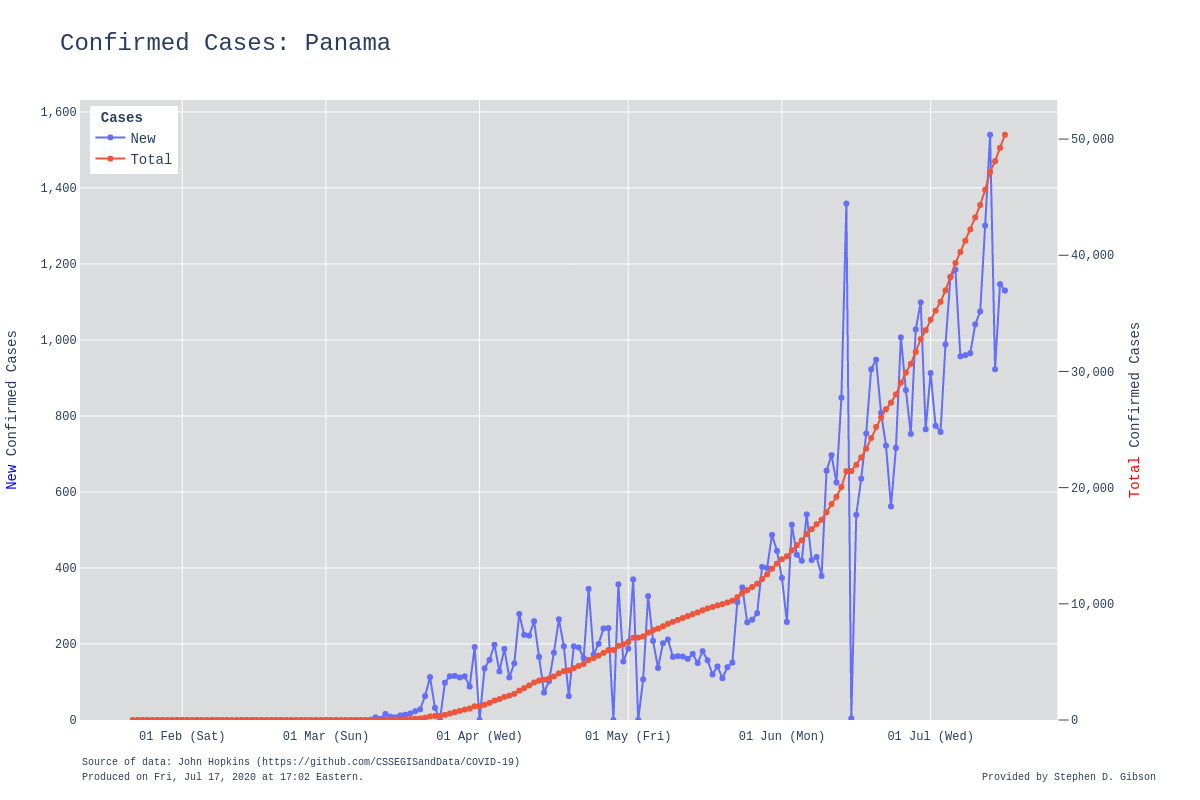 Confirmed Cases: Panama
Cases
New
Total
1,600
1,400
1,200
1,000
800
600
400
200
0
New Confirmed Cases
50,000
40,000
30,000
20,000
10,000
0
Total Confirmed Cases
01 Feb (Sat)
01 Mar (Sun)
01 Apr (Wed)
01 May (Fri)
01 Jun (Mon)
01 Jul (Wed)
Source of data: John Hopkins (https://github.com/CSSEGISandData/COVID-19)
Produced on Fri, Jul 17, 2020 at 17:02 Eastern.
Provided by Stephen D. Gibson